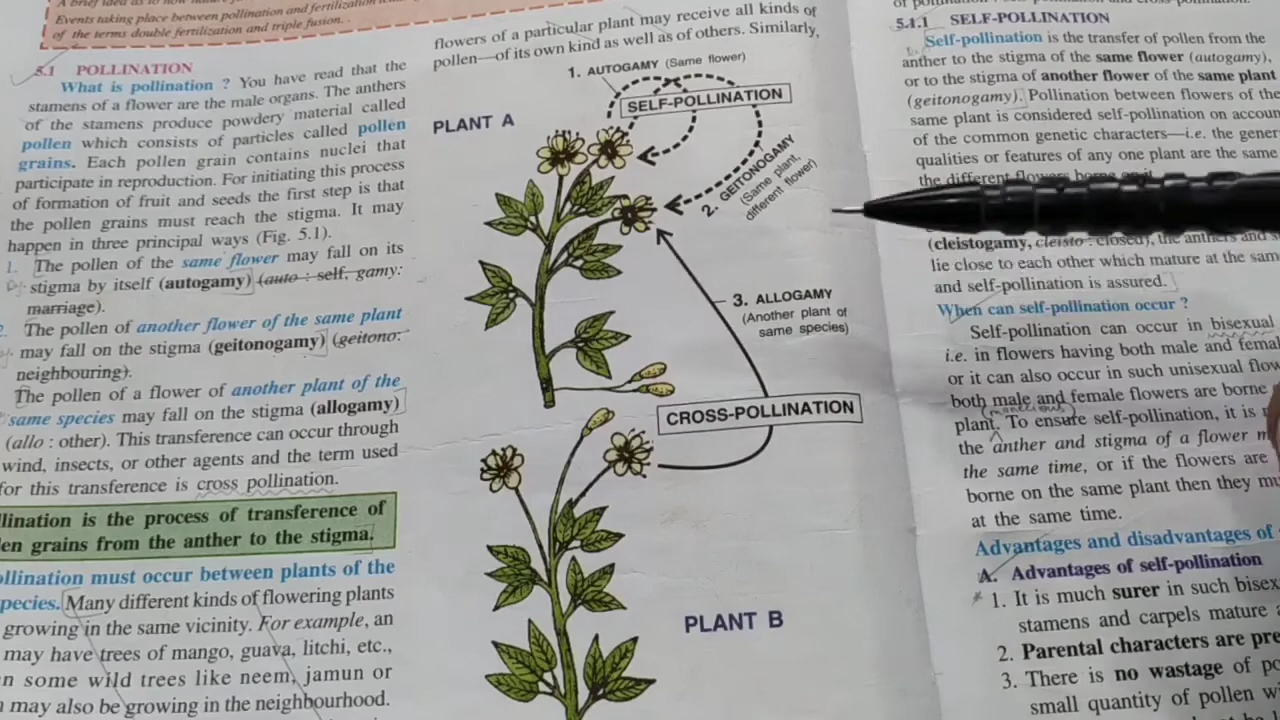 A brief idea as to how
Events taking place between pollination and fertilization
of the terms double fertilization and triple fusion.
5.1 POLLINATION
What is pollination ? You have read that the
stamens of a flower are the male organs. The anthers
of the stamens produce powdery material called
pollen which consists of particles called pollen
grains. Each pollen grain contains nuclei that
participate in reproduction. For initiating this process
of formation of fruit and seeds the first step is that
the pollen grains must reach the stigma. It may
happen in three principal ways (Fig. 5.1).
1. The pollen of the same flower may fall on its
stigma by itself (autogamy) (auto : self, gamy:
marriage).
2. The pollen of another flower of the same plant
may fall on the stigma (geitonogamy) (geitono:
neighbouring).
The pollen of a flower of another plant of the
same species may fall on the stigma (allogamy)
(allo : other). This transference can occur through
wind, insects, or other agents and the term used
for this transference is cross pollination.
llination is the process of transference of
en grains from the anther to the stigma.
ollination must occur between plants of the
pecies. Many different kinds of flowering plants
growing in the same vicinity. For example, an
may have trees of mango, guava, litchi, etc.,
n some wild trees like neem, jamun or
may also be growing in the neighbourhood.
flowers of a particular plant may receive all kinds of
pollen—of its own kind as well as of others. Similarly,
1. AUTOGAMY (Same flower)
SELF-POLLINATION
PLANT A
2. GEITONOGAMY
(Same plant,
different flower)
3. ALLOGAMY
(Another plant of
same species)
CROSS-POLLINATION
PLANT B
5.1.1 SELF-POLLINATION
Self-pollination is the transfer of pollen from the
anther to the stigma of the same flower (autogamy),
or to the stigma of another flower of the same plant
(geitonogamy). Pollination between flowers of the
same plant is considered self-pollination on accoun
of the common genetic characters—i.e. the gener
qualities or features of any one plant are the same
the different flowers borne on it.
(cleistogamy, cleisto : closed), the anthers and s
lie close to each other which mature at the sam
and self-pollination is assured.
When can self-pollination occur ?
Self-pollination can occur in bisexual
i.e. in flowers having both male and femal
or it can also occur in such unisexual flow
both male and female flowers are borne
plant. To ensure self-pollination, it is
the anther and stigma of a flower m
the same time, or if the flowers are
borne on the same plant then they mu
at the same time.
Advantages and disadvantages of
A. Advantages of self-pollination
* 1. It is much surer in such bisex
stamens and carpels mature
2. Parental characters are pre
3. There is no wastage of po
small quantity of pollen w